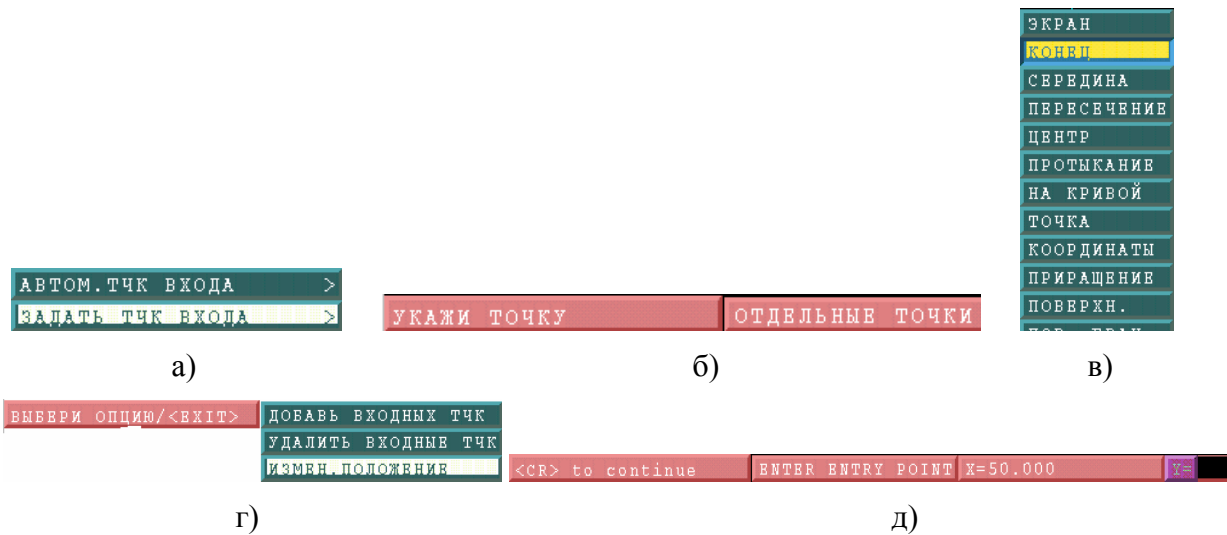 ЭКРАН
КОНЕЦ
СЕРЕДИНА
ПЕРЕСЕЧЕНИЕ
ЦЕНТР
ПРОТЫКАНИЕ
НА КРИВОЙ
ТОЧКА
КООРДИНАТЫ
ПРИРАЩЕНИЕ
ПОВЕРХН.
АВТОМ.ТЧК ВХОДА >
ЗАДАТЬ ТЧК ВХОДА >
УКАЖИ ТОЧКУ ОТДЕЛЬНЫЕ ТОЧКИ
а) б) в)
ВЫБЕРИ ОПЦИЮ/<EXIT> ДОБАВЬ ВХОДНЫХ ТЧК
УДАЛИТЬ ВХОДНЫЕ ТЧК
ИЗМЕН.ПОЛОЖЕНИЕ
<CR> to continue ENTER ENTRY POINT X=50.000 Y=
г) д)